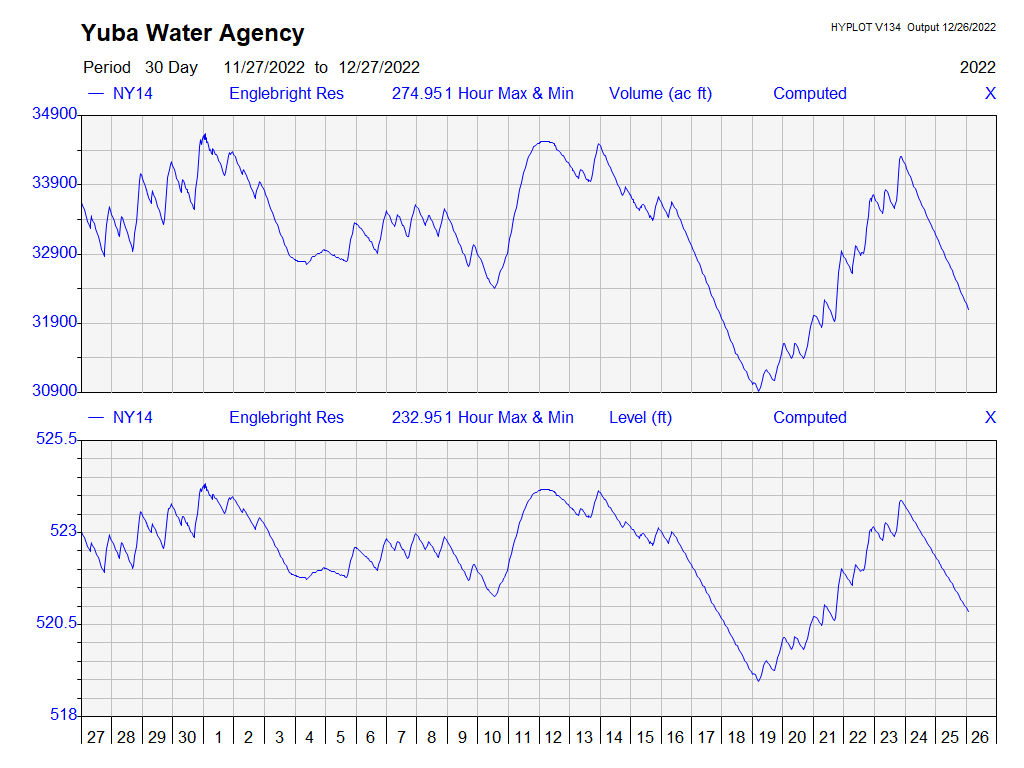 Yuba Water Agency
HYPLOT V134 Output 12/26/2022
Period 30 Day 11/27/2022 to 12/27/2022
2022
NY14 Englebright Res 274.951 Hour Max & Min Volume (ac ft) Computed X
34900
33900
32900
31900
30900
NY14 Englebright Res 232.951 Hour Max & Min Level (ft) Computed X
525.5
523
520.5
518
27 28 29 30 1 2 3 4 5 6 7 8 9 10 11 12 13 14 15 16 17 18 19 20 21 22 23 24 25 26